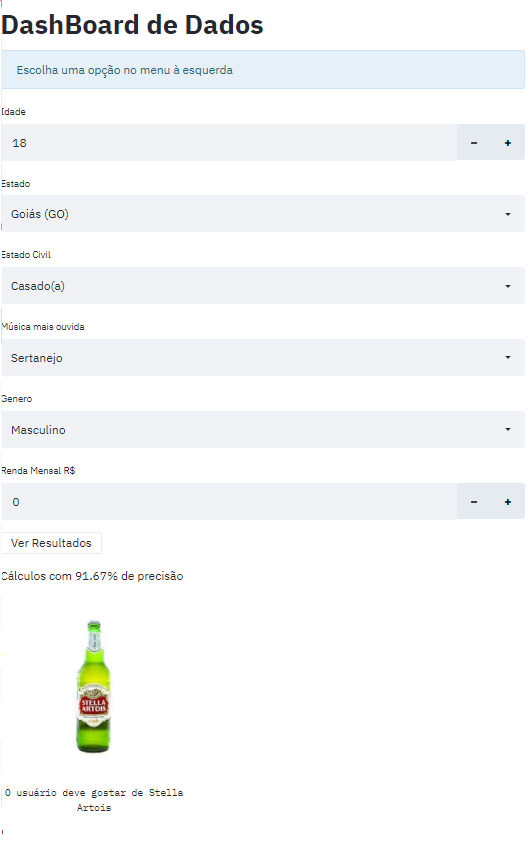 DashBoard de Dados
Escolha uma opção no menu à esquerda
Idade
18
Estado
Goiás (GO)
Estado Civil
Casado(a)
Música mais ouvida
Sertanejo
Genero
Masculino
Renda Mensal R$
0
Ver Resultados
Cálculos com 91.67% de precisão
STELLA
ARTOIS
O usuário deve gostar de Stella
Artois